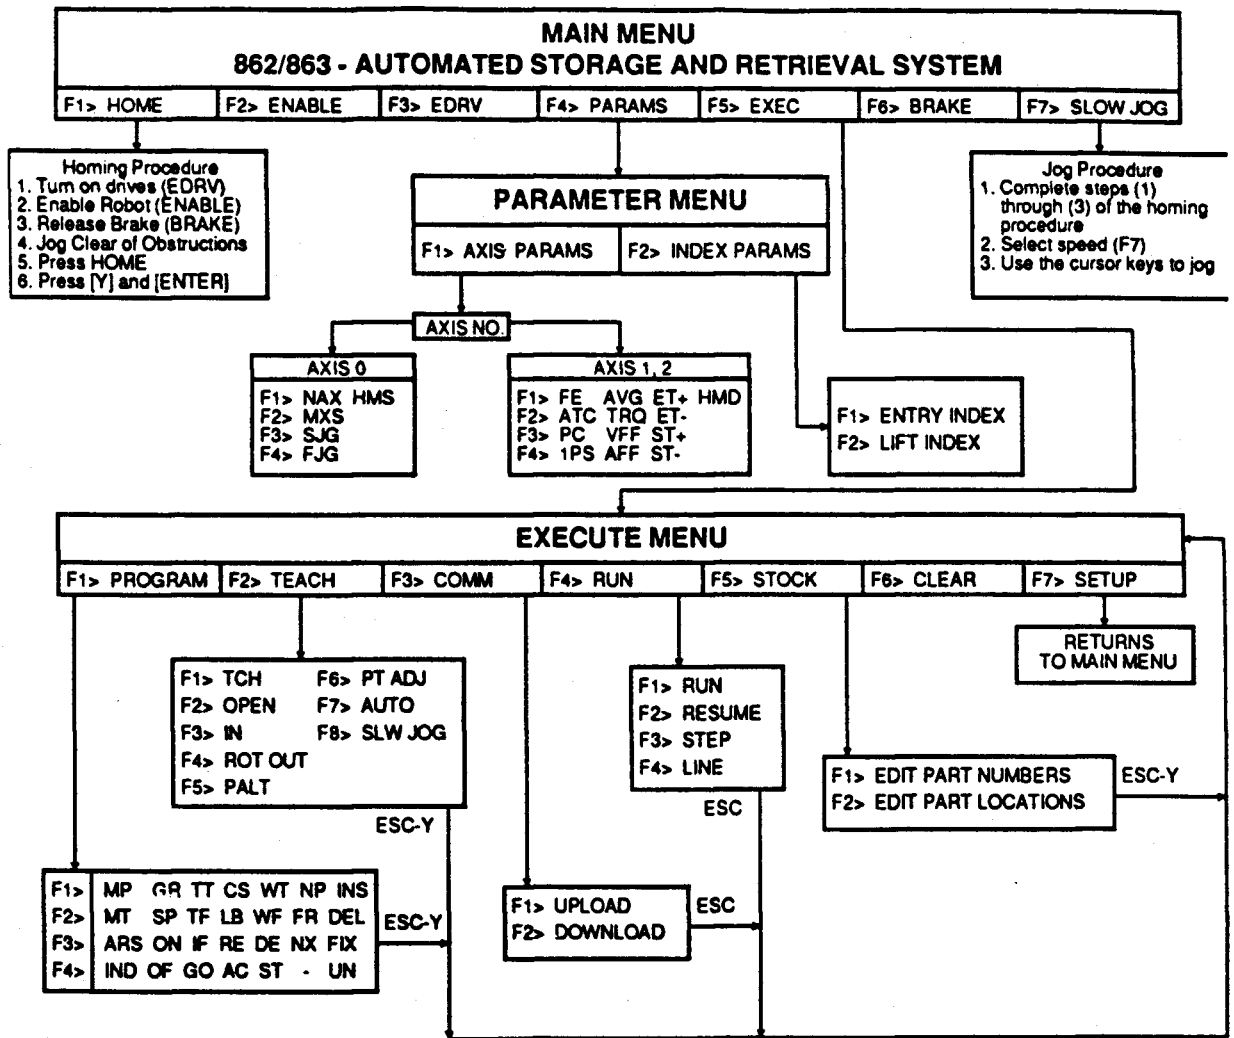 MAIN MENU
862/863 - AUTOMATED STORAGE AND RETRIEVAL SYSTEM
F1> HOME
F2> ENABLE
F3> EDRV
F4> PARAMS
F5> EXEC
F6> BRAKE
F7> SLOW JOG
Homing Procedure
1. Turn on drives (EDRV)
2. Enable Robot (ENABLE)
3. Release Brake (BRAKE)
4. Jog Clear of Obstructions
5. Press HOME
6. Press [Y] and [ENTER]
PARAMETER MENU
F1> AXIS PARAMS
F2> INDEX PARAMS
Jog Procedure
1. Complete steps (1)
through (3) of the homing
procedure
2. Select speed (F7)
3. Use the cursor keys to jog
AXIS NO.
AXIS 0
F1> NAX HMS
F2> MXS
F3> SJG
F4> FJG
AXIS 1, 2
F1> FE AVG ET+ HMD
F2> ATC TRQ ET-
F3> PC VFF ST+
F4> 1PS AFF ST-
F1> ENTRY INDEX
F2> LIFT INDEX
EXECUTE MENU
F1> PROGRAM
F2> TEACH
F3> COMM
F4> RUN
F5> STOCK
F6> CLEAR
F7> SETUP
RETURNS
TO MAIN MENU
F1> TCH F6> PT ADJ
F2> OPEN F7> AUTO
F3> IN F8> SLW JOG
F4> ROT OUT
F5> PALT
ESC-Y
F1> RUN
F2> RESUME
F3> STEP
F4> LINE
ESC
F1> EDIT PART NUMBERS
F2> EDIT PART LOCATIONS
ESC-Y
F1> MP GR TT CS WT NP INS
F2> MT SP TF LB WF FR DEL
F3> ARS ON IF RE DE NX FIX
F4> IND OF GO AC ST - UN
ESC-Y
F1> UPLOAD
F2> DOWNLOAD
ESC